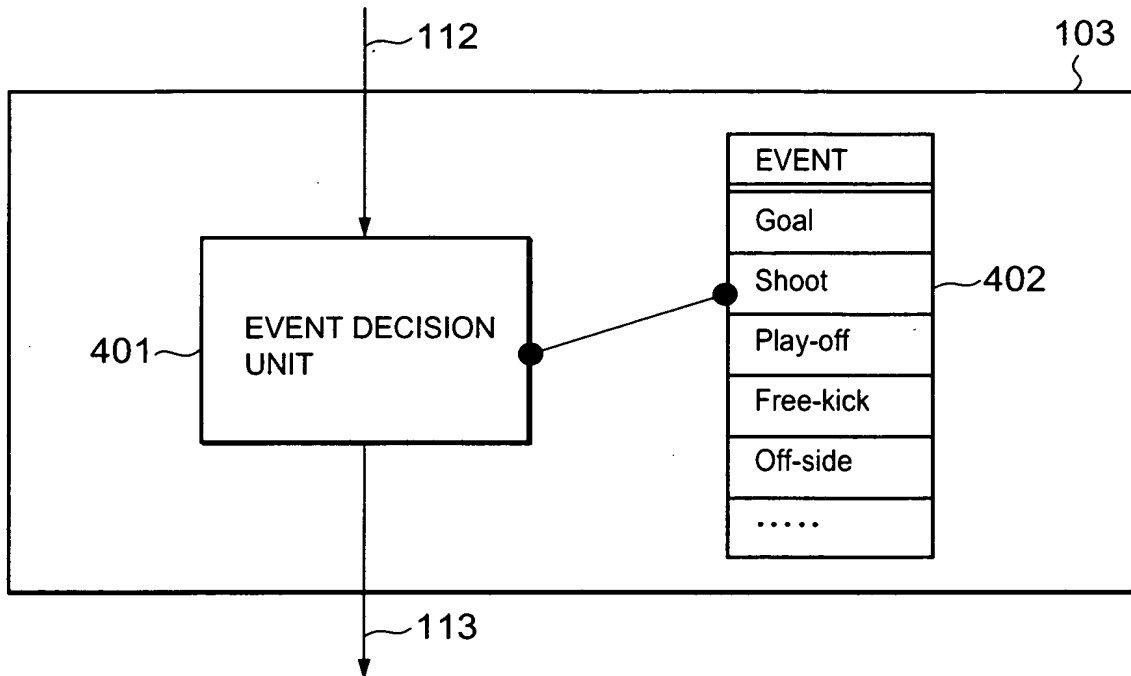 112
103
EVENT
Goal
Shoot
402
Play-off
Free-kick
Off-side
.....
401
EVENT DECISION
UNIT
113